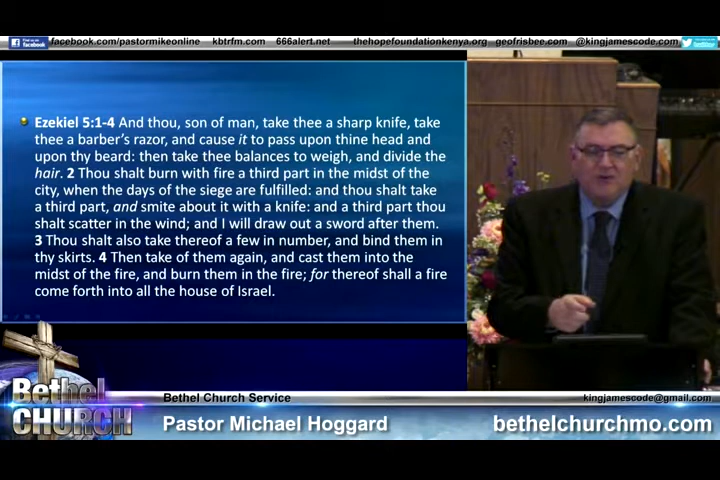 Find us on
facebook
facebook.com/pastormikeonline kbtrfm.com 666alert.net thehopefoundationkenya.org geofrisbee.com @kingjamescode.com
twitter
Ezekiel 5:1-4 And thou, son of man, take thee a sharp knife, take
thee a barber's razor, and cause it to pass upon thine head and
upon thy beard: then take thee balances to weigh, and divide the
hair. 2 Thou shalt burn with fire a third part in the midst of the
city, when the days of the siege are fulfilled: and thou shalt take
a third part, and smite about it with a knife: and a third part thou
shalt scatter in the wind; and I will draw out a sword after them.
3 Thou shalt also take thereof a few in number, and bind them in
thy skirts. 4 Then take of them again, and cast them into the
midst of the fire, and burn them in the fire; for thereof shall a fire
come forth into all the house of Israel.
Bethel
CHURCH
Bethel Church Service
kingjamescode@gmail.com
Pastor Michael Hoggard
bethelchurchmo.com